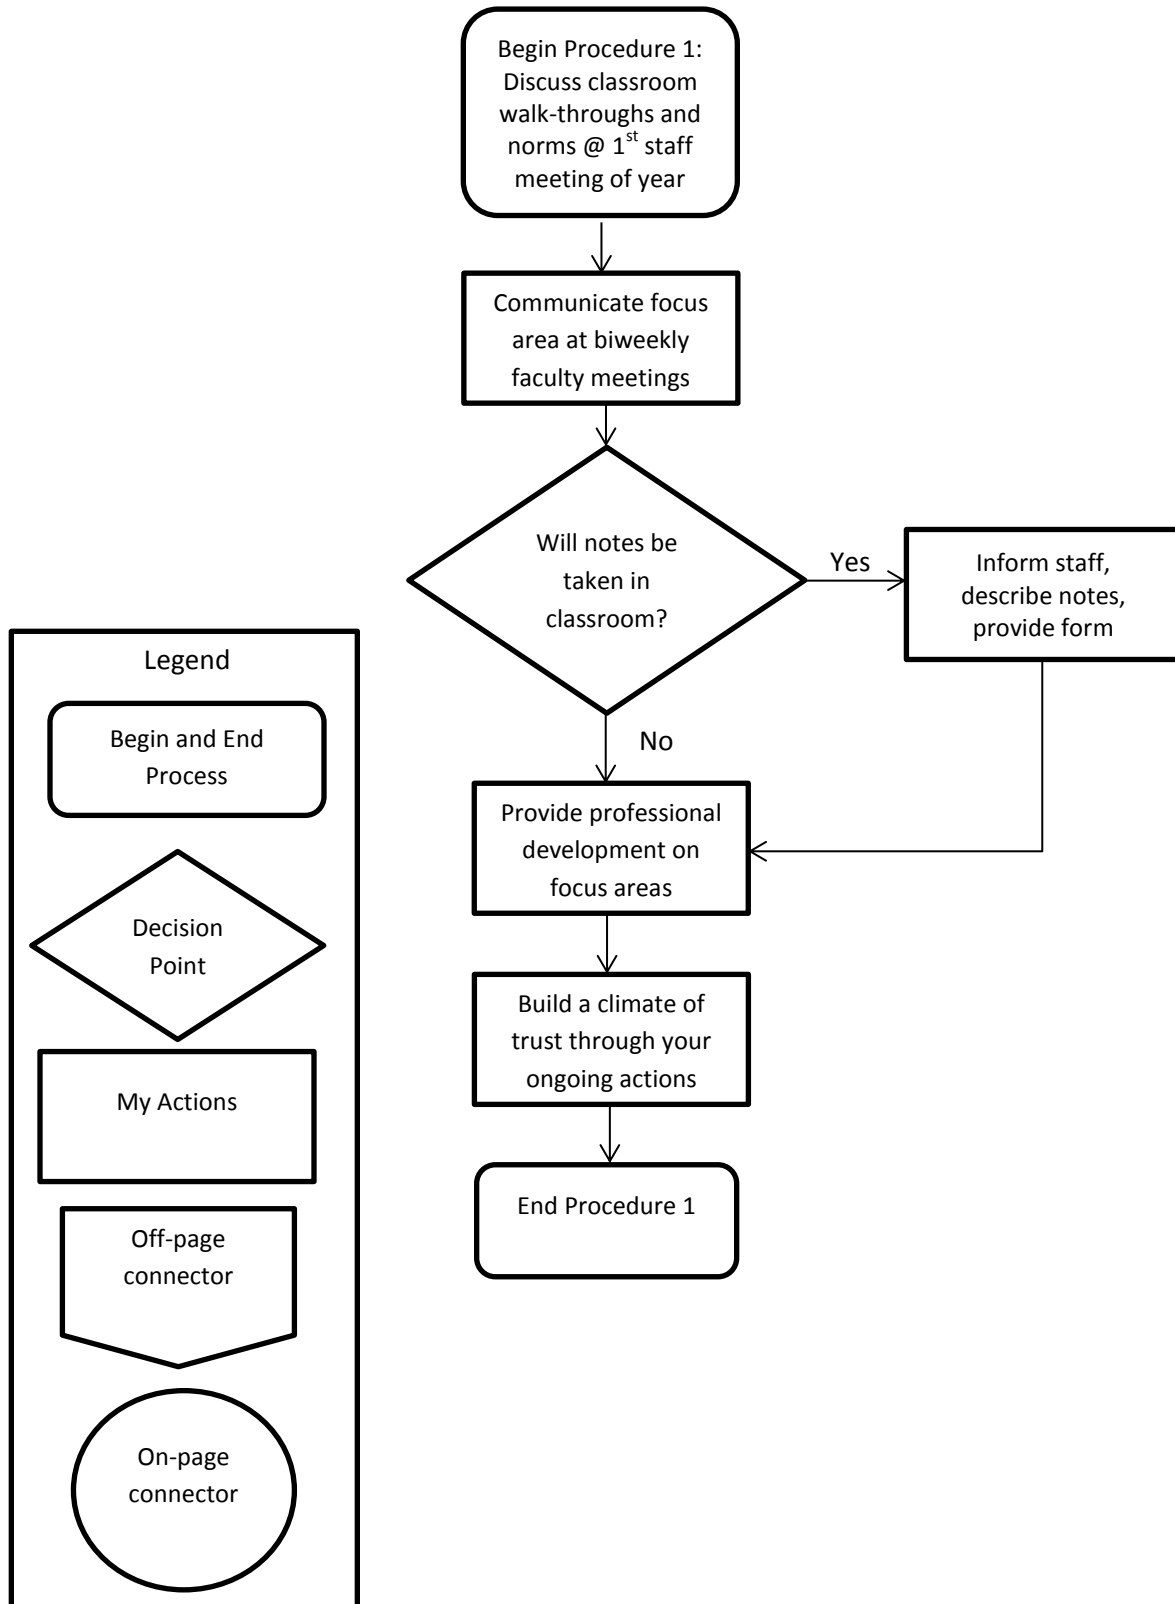 Begin Procedure 1:
Discuss classroom
walk-throughs and
norms @ 1st staff
meeting of year
Communicate focus
area at biweekly
faculty meetings
Will notes be
taken in
classroom?
Yes
Inform staff,
describe notes,
provide form
No
Provide professional
development on
focus areas
Build a climate of
trust through your
ongoing actions
End Procedure 1
Legend
Begin and End
Process
Decision
Point
My Actions
Off-page
connector
On-page
connector